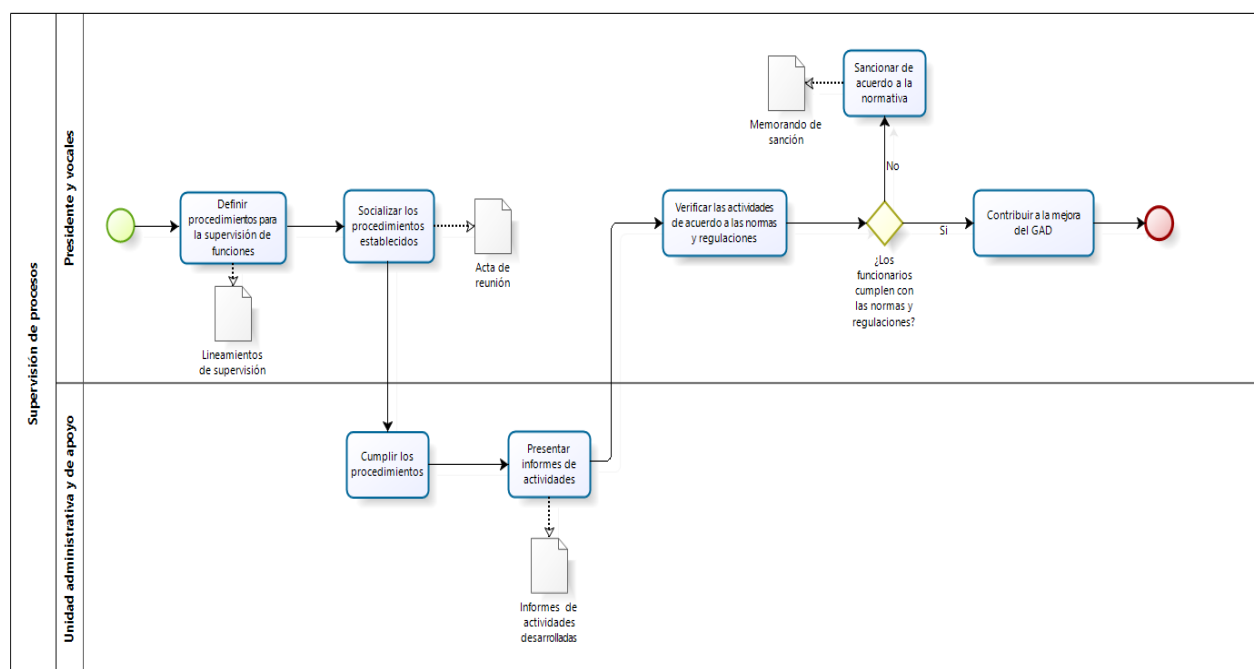 Supervisión de procesos
Presidente y vocales
Definir
procedimientos para
la supervisión de
funciones
Lineamientos
de supervisión
Socializar los
procedimientos
establecidos
Acta de
reunión
Verificar las actividades
de acuerdo a las normas
y regulaciones
¿Los
funcionarios
cumplen con
las normas y
regulaciones?
No
Sancionar de
acuerdo a la
normativa
Memorando de
sanción
Si
Contribuir a la mejora
del GAD
Unidad administrativa y de apoyo
Cumplir los
procedimientos
Presentar
informes de
actividades
Informes de
actividades
desarrolladas